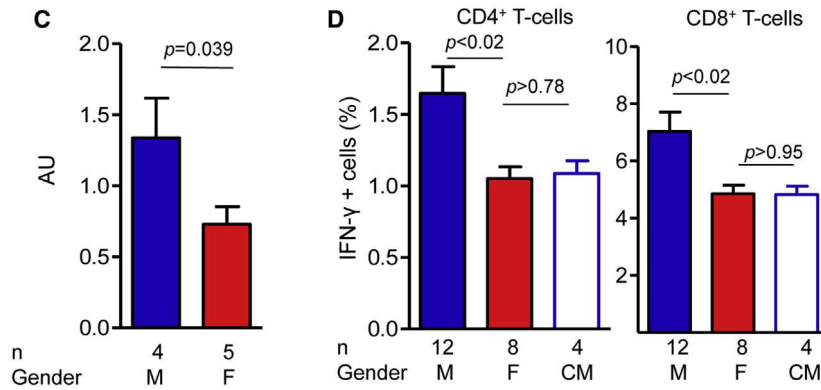 C
2.0
1.5
1.0
0.5
0.0
AU
p=0.039
n 4 5
Gender M F
D
CD4+ T-cells
2.0
1.5
1.0
0.5
0.0
IFN-γ + cells (%)
p<0.02
p>0.78
n 12 8 4
Gender M F CM
CD8+ T-cells
10
8
6
4
2
p<0.02
p>0.95
12 8 4
M F CM